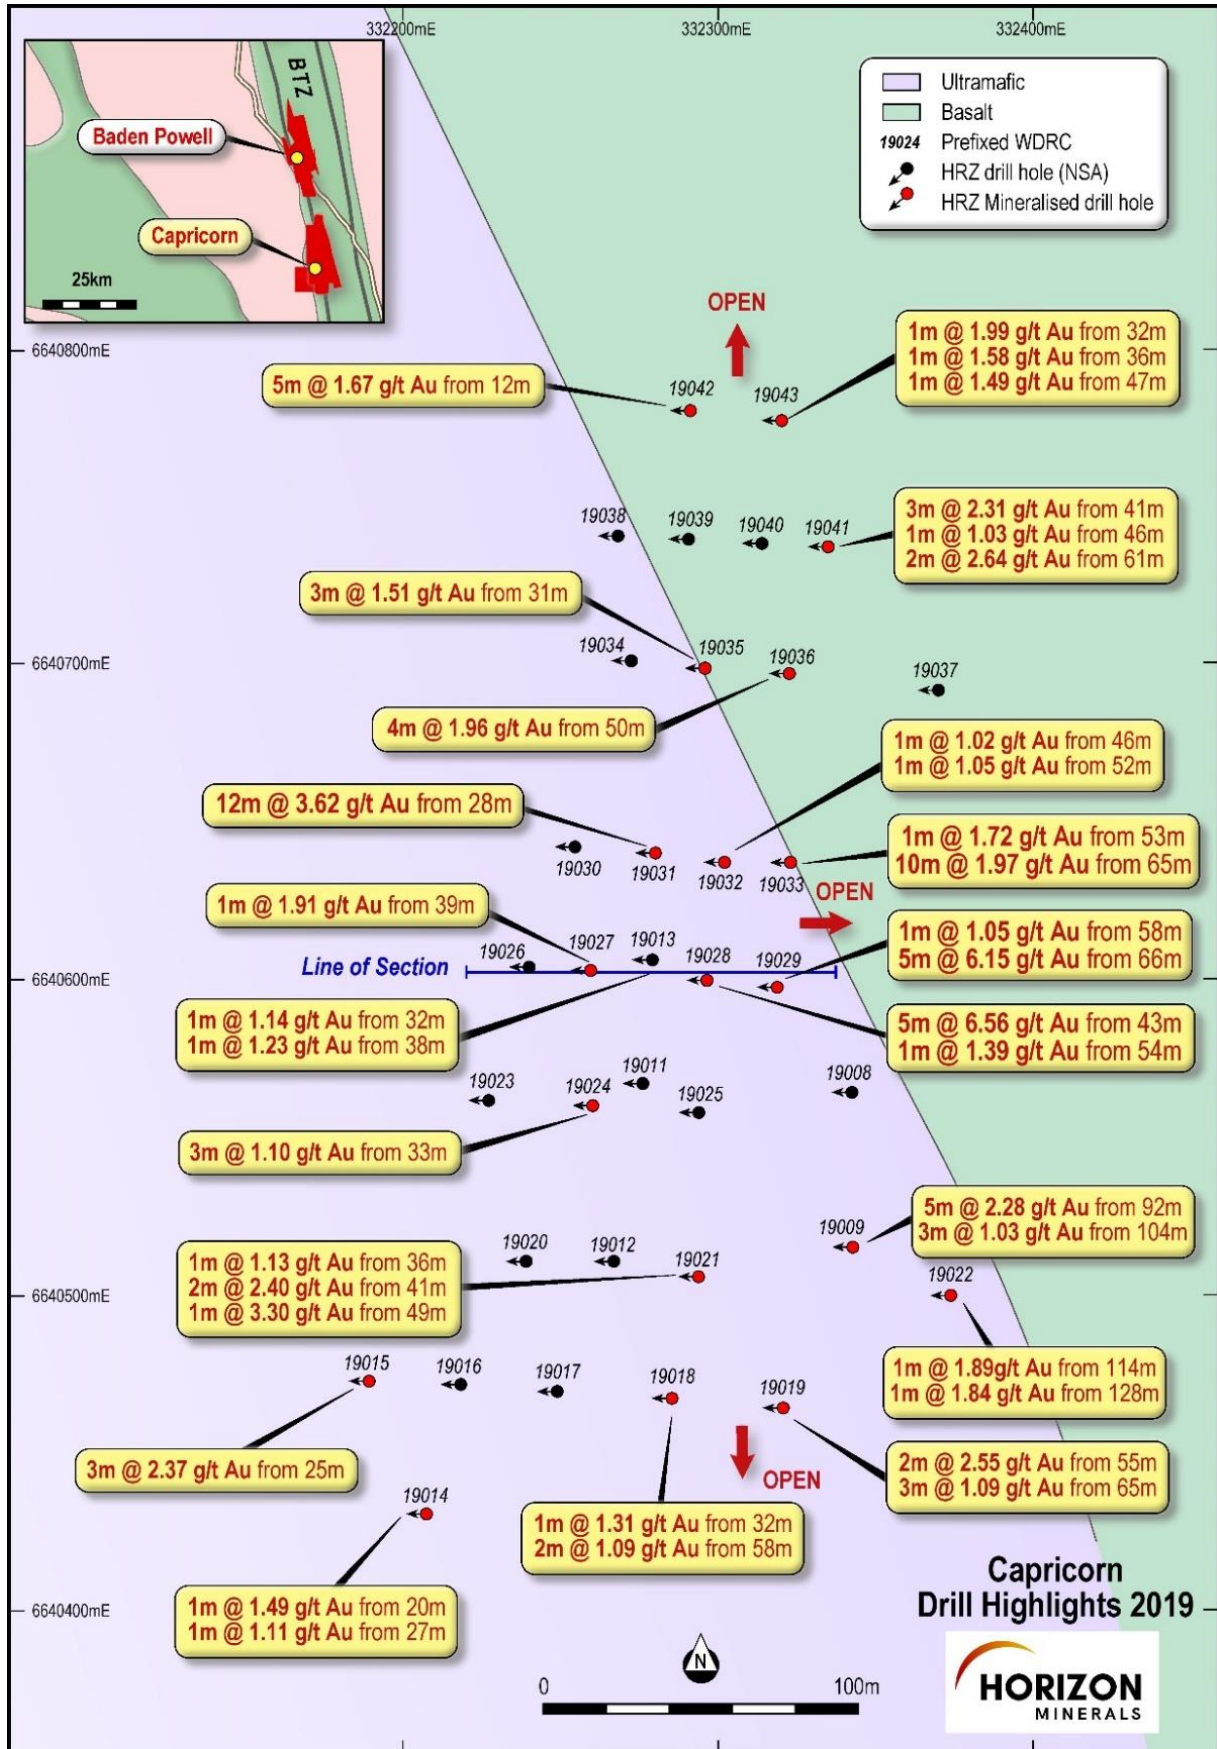 332200mE
332300mE
332400mE
BTZ
Baden Powell
Capricorn
25km
Ultramafic
Basalt
19024 Prefixed WDRC
HRZ drill hole (NSA)
HRZ Mineralised drill hole
OPEN
6640800mE
1m @ 1.99 g/t Au from 32m
1m @ 1.58 g/t Au from 36m
1m @ 1.49 g/t Au from 47m
5m @ 1.67 g/t Au from 12m
19042
19043
3m @ 2.31 g/t Au from 41m
1m @ 1.03 g/t Au from 46m
2m @ 2.64 g/t Au from 61m
19038
19039
19040
19041
3m @ 1.51 g/t Au from 31m
19034
19035
19036
19037
6640700mE
4m @ 1.96 g/t Au from 50m
1m @ 1.02 g/t Au from 46m
1m @ 1.05 g/t Au from 52m
12m @ 3.62 g/t Au from 28m
1m @ 1.72 g/t Au from 53m
10m @ 1.97 g/t Au from 65m
19030
19031
19032
19033
OPEN
1m @ 1.91 g/t Au from 39m
1m @ 1.05 g/t Au from 58m
5m @ 6.15 g/t Au from 66m
Line of Section
19026
19027
19013
19028
19029
6640600mE
1m @ 1.14 g/t Au from 32m
1m @ 1.23 g/t Au from 38m
5m @ 6.56 g/t Au from 43m
1m @ 1.39 g/t Au from 54m
19023
19024
19011
19025
19008
3m @ 1.10 g/t Au from 33m
5m @ 2.28 g/t Au from 92m
3m @ 1.03 g/t Au from 104m
19020
19012
19021
19009
19022
1m @ 1.13 g/t Au from 36m
2m @ 2.40 g/t Au from 41m
1m @ 3.30 g/t Au from 49m
6640500mE
1m @ 1.89g/t Au from 114m
1m @ 1.84 g/t Au from 128m
19015
19016
19017
19018
19019
3m @ 2.37 g/t Au from 25m
2m @ 2.55 g/t Au from 55m
3m @ 1.09 g/t Au from 65m
OPEN
19014
1m @ 1.31 g/t Au from 32m
2m @ 1.09 g/t Au from 58m
1m @ 1.49 g/t Au from 20m
1m @ 1.11 g/t Au from 27m
6640400mE
Capricorn
Drill Highlights 2019
N
0
100m
HORIZON
MINERALS